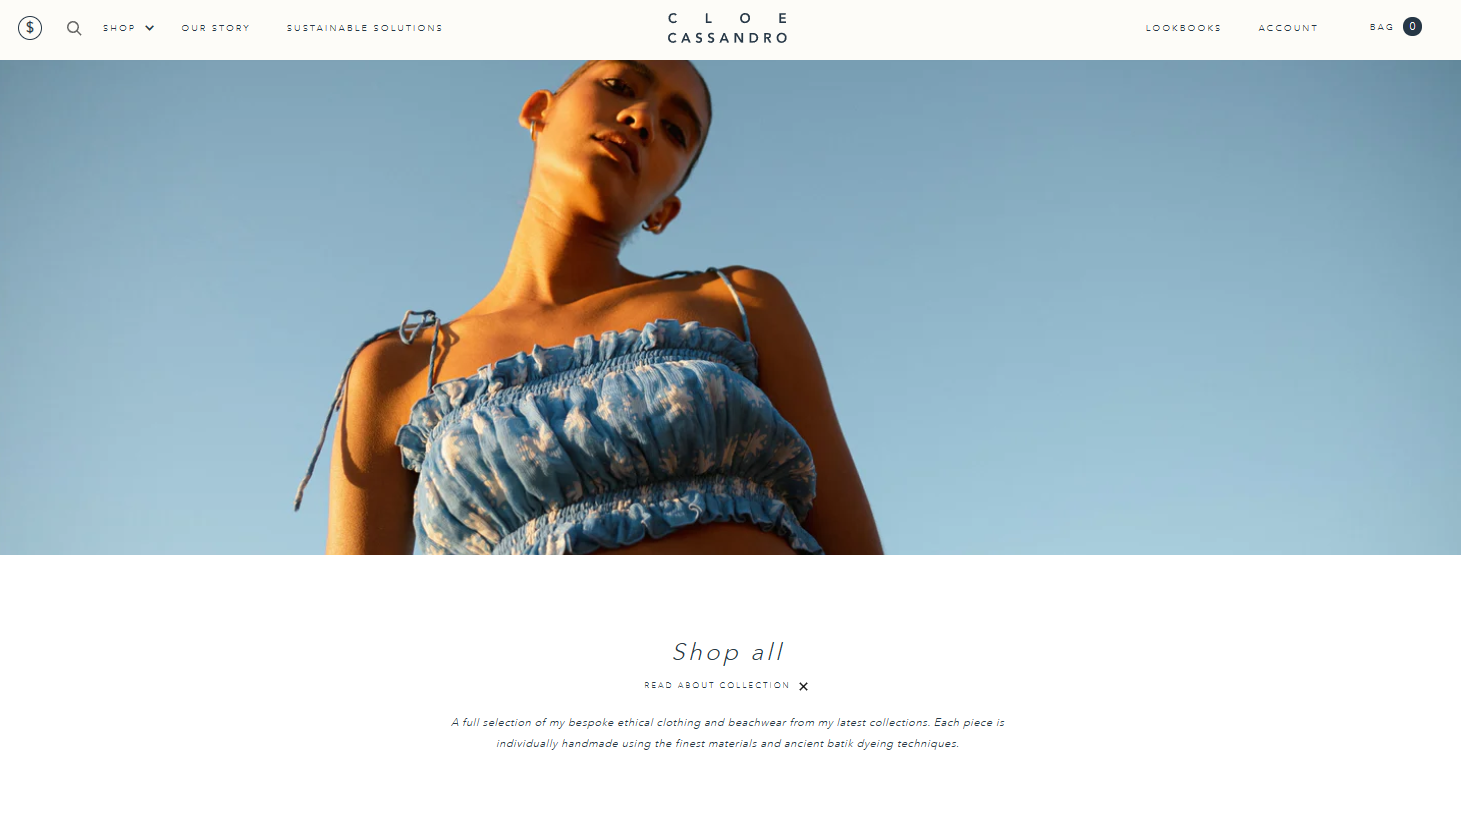 $ SHOP OUR STORY SUSTAINABLE SOLUTIONS
C L O E
CASSANDRO
LOOKBOOKS ACCOUNT BAG 0
Shop all
READ ABOUT COLLECTION
A full selection of my bespoke ethical clothing and beachwear from my latest collections. Each piece is
individually handmade using the finest materials and ancient batik dyeing techniques.